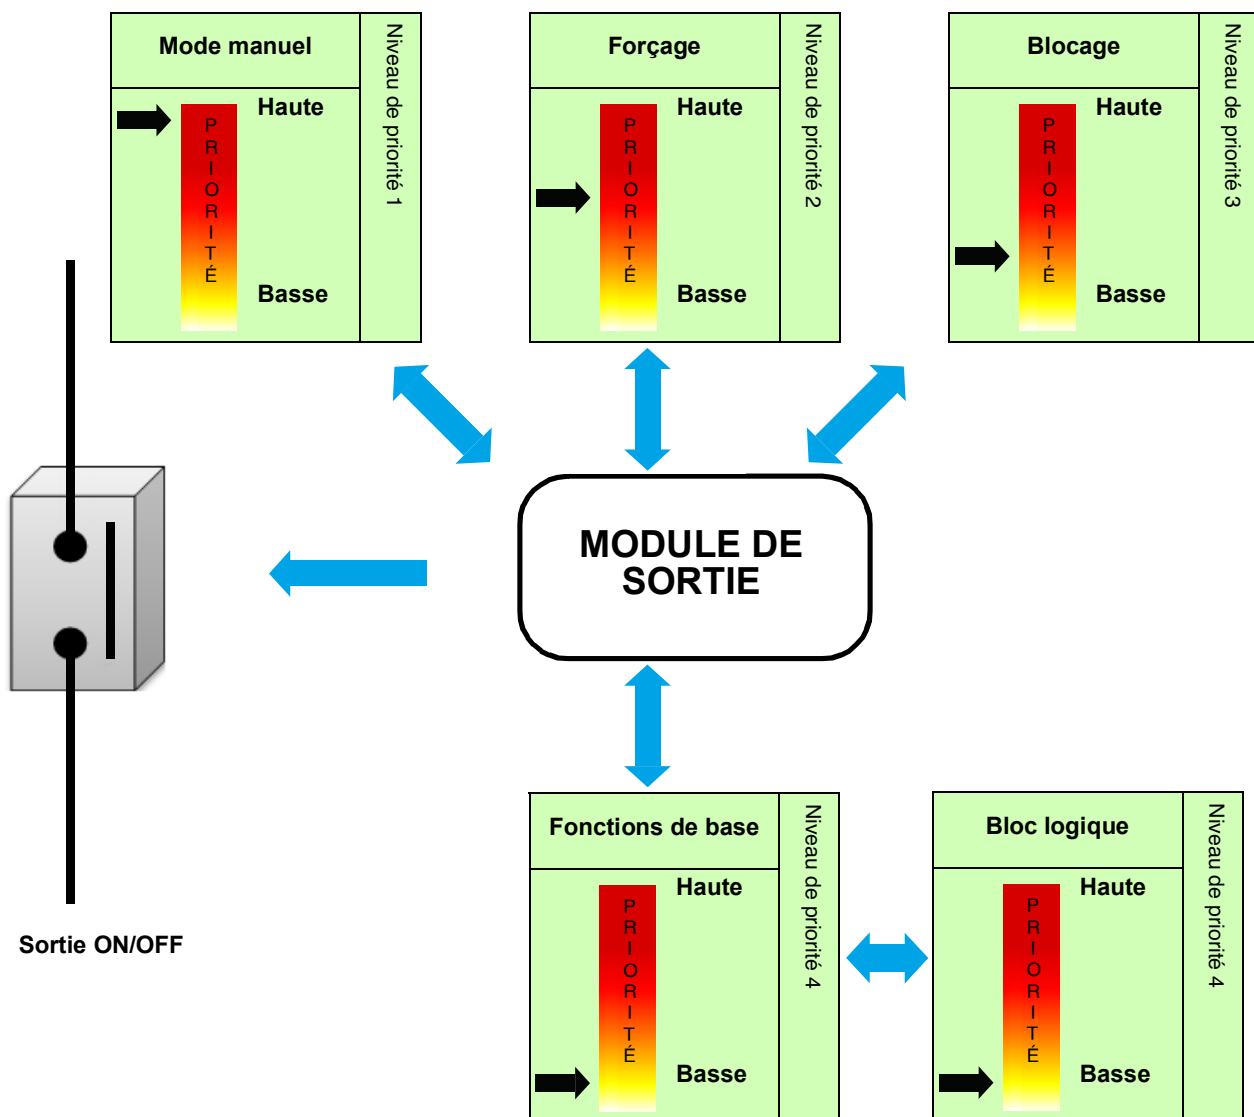 Mode manuel
Niveau de priorité 1
Haute
PRIORITÉ
Basse
Forçage
Niveau de priorité 2
Haute
PRIORITÉ
Basse
Blocage
Niveau de priorité 3
Haute
PRIORITÉ
Basse
MODULE DE
SORTIE
Sortie ON/OFF
Fonctions de base
Niveau de priorité 4
Haute
PRIORITÉ
Basse
Bloc logique
Niveau de priorité 4
Haute
PRIORITÉ
Basse